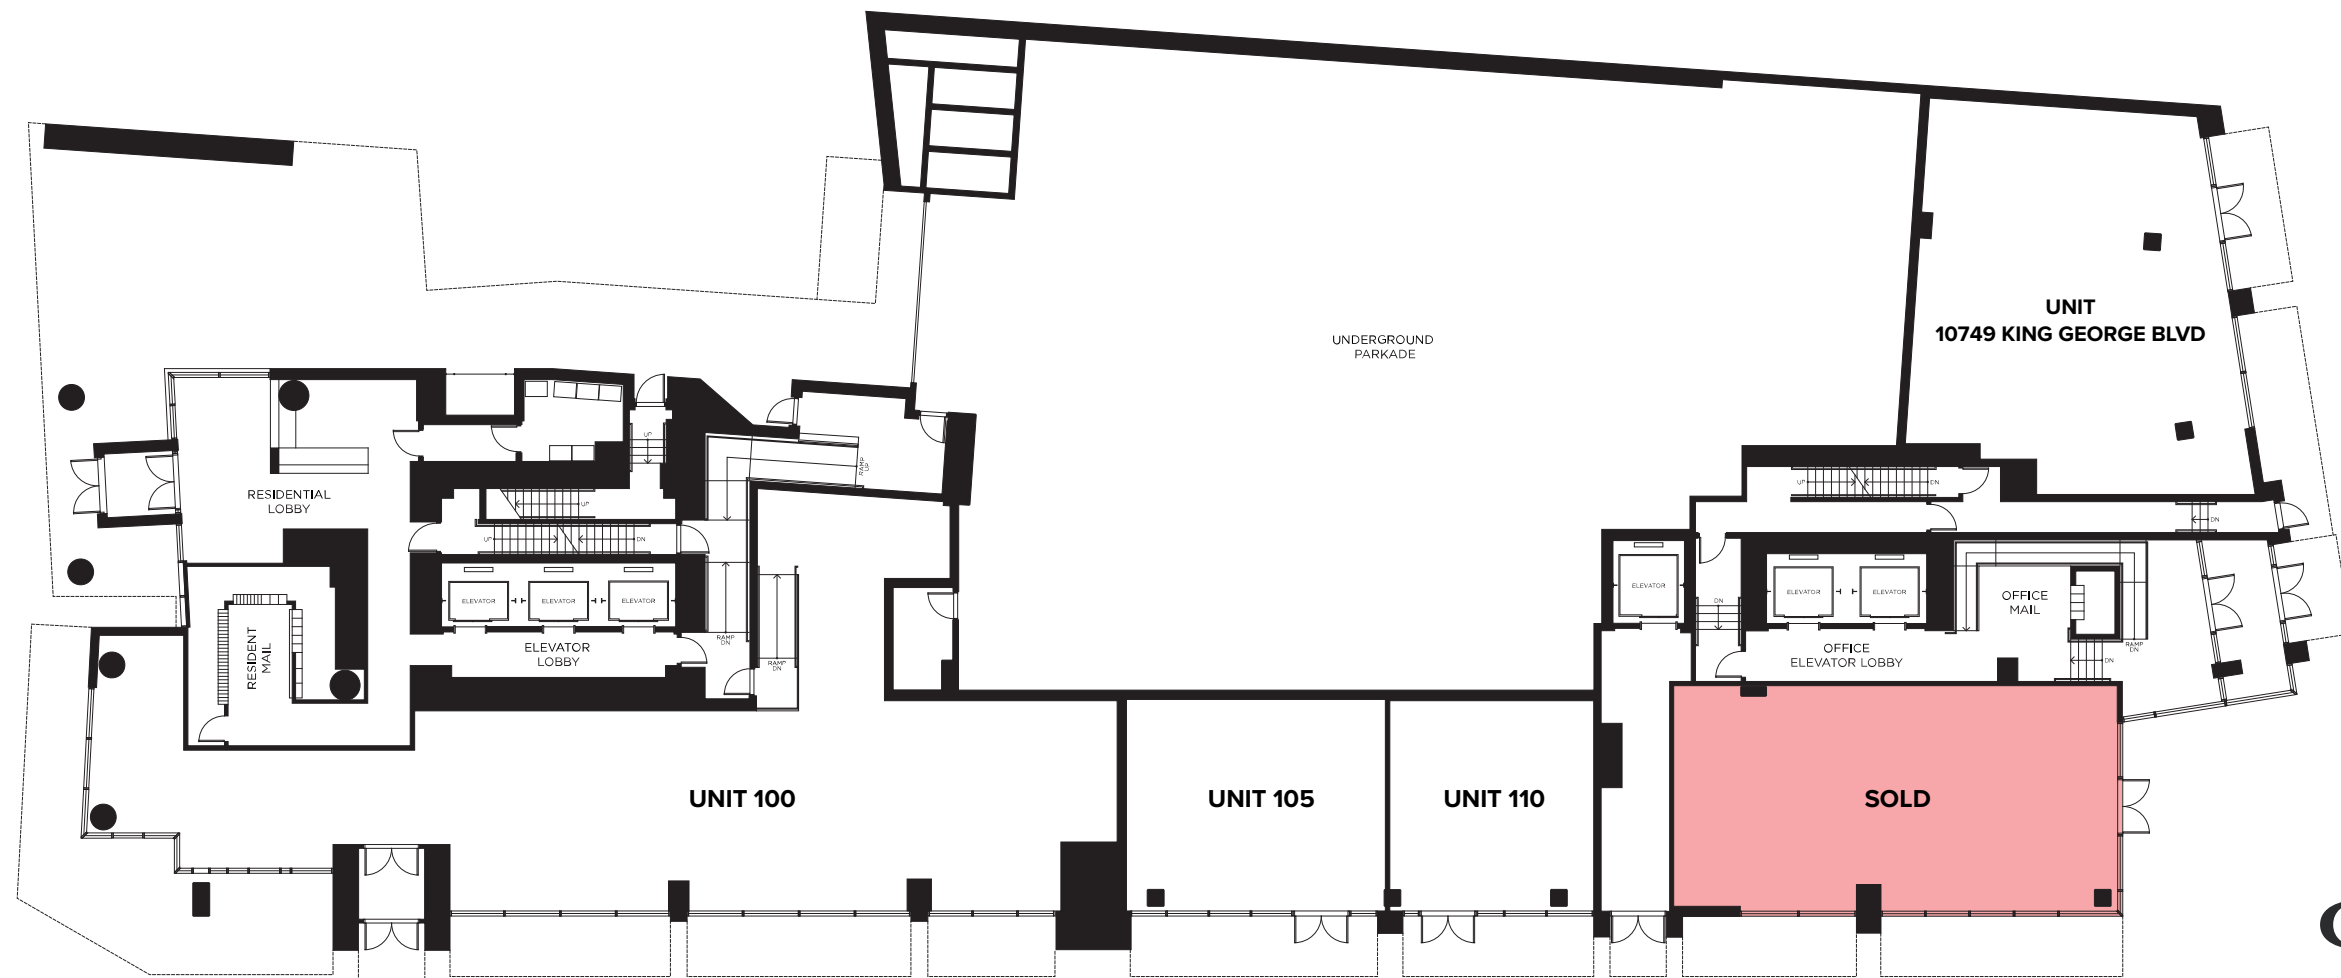 UNIT
10749 KING GEORGE BLVD
UNDERGROUND
PARKADE
UP
RAMP
UP
RESIDENTIAL
LOBBY
UP
UP
DN
UP
DN
UP
DN
DN
ELEVATOR
ELEVATOR
ELEVATOR
ELEVATOR
ELEVATOR
ELEVATOR
DN
OFFICE
MAIL
RESIDENT
MAIL
ELEVATOR
LOBBY
RAMP
DN
RAMP
DN
OFFICE
ELEVATOR LOBBY
DN
RAMP
DN
UNIT 100
UNIT 105
UNIT 110
SOLD